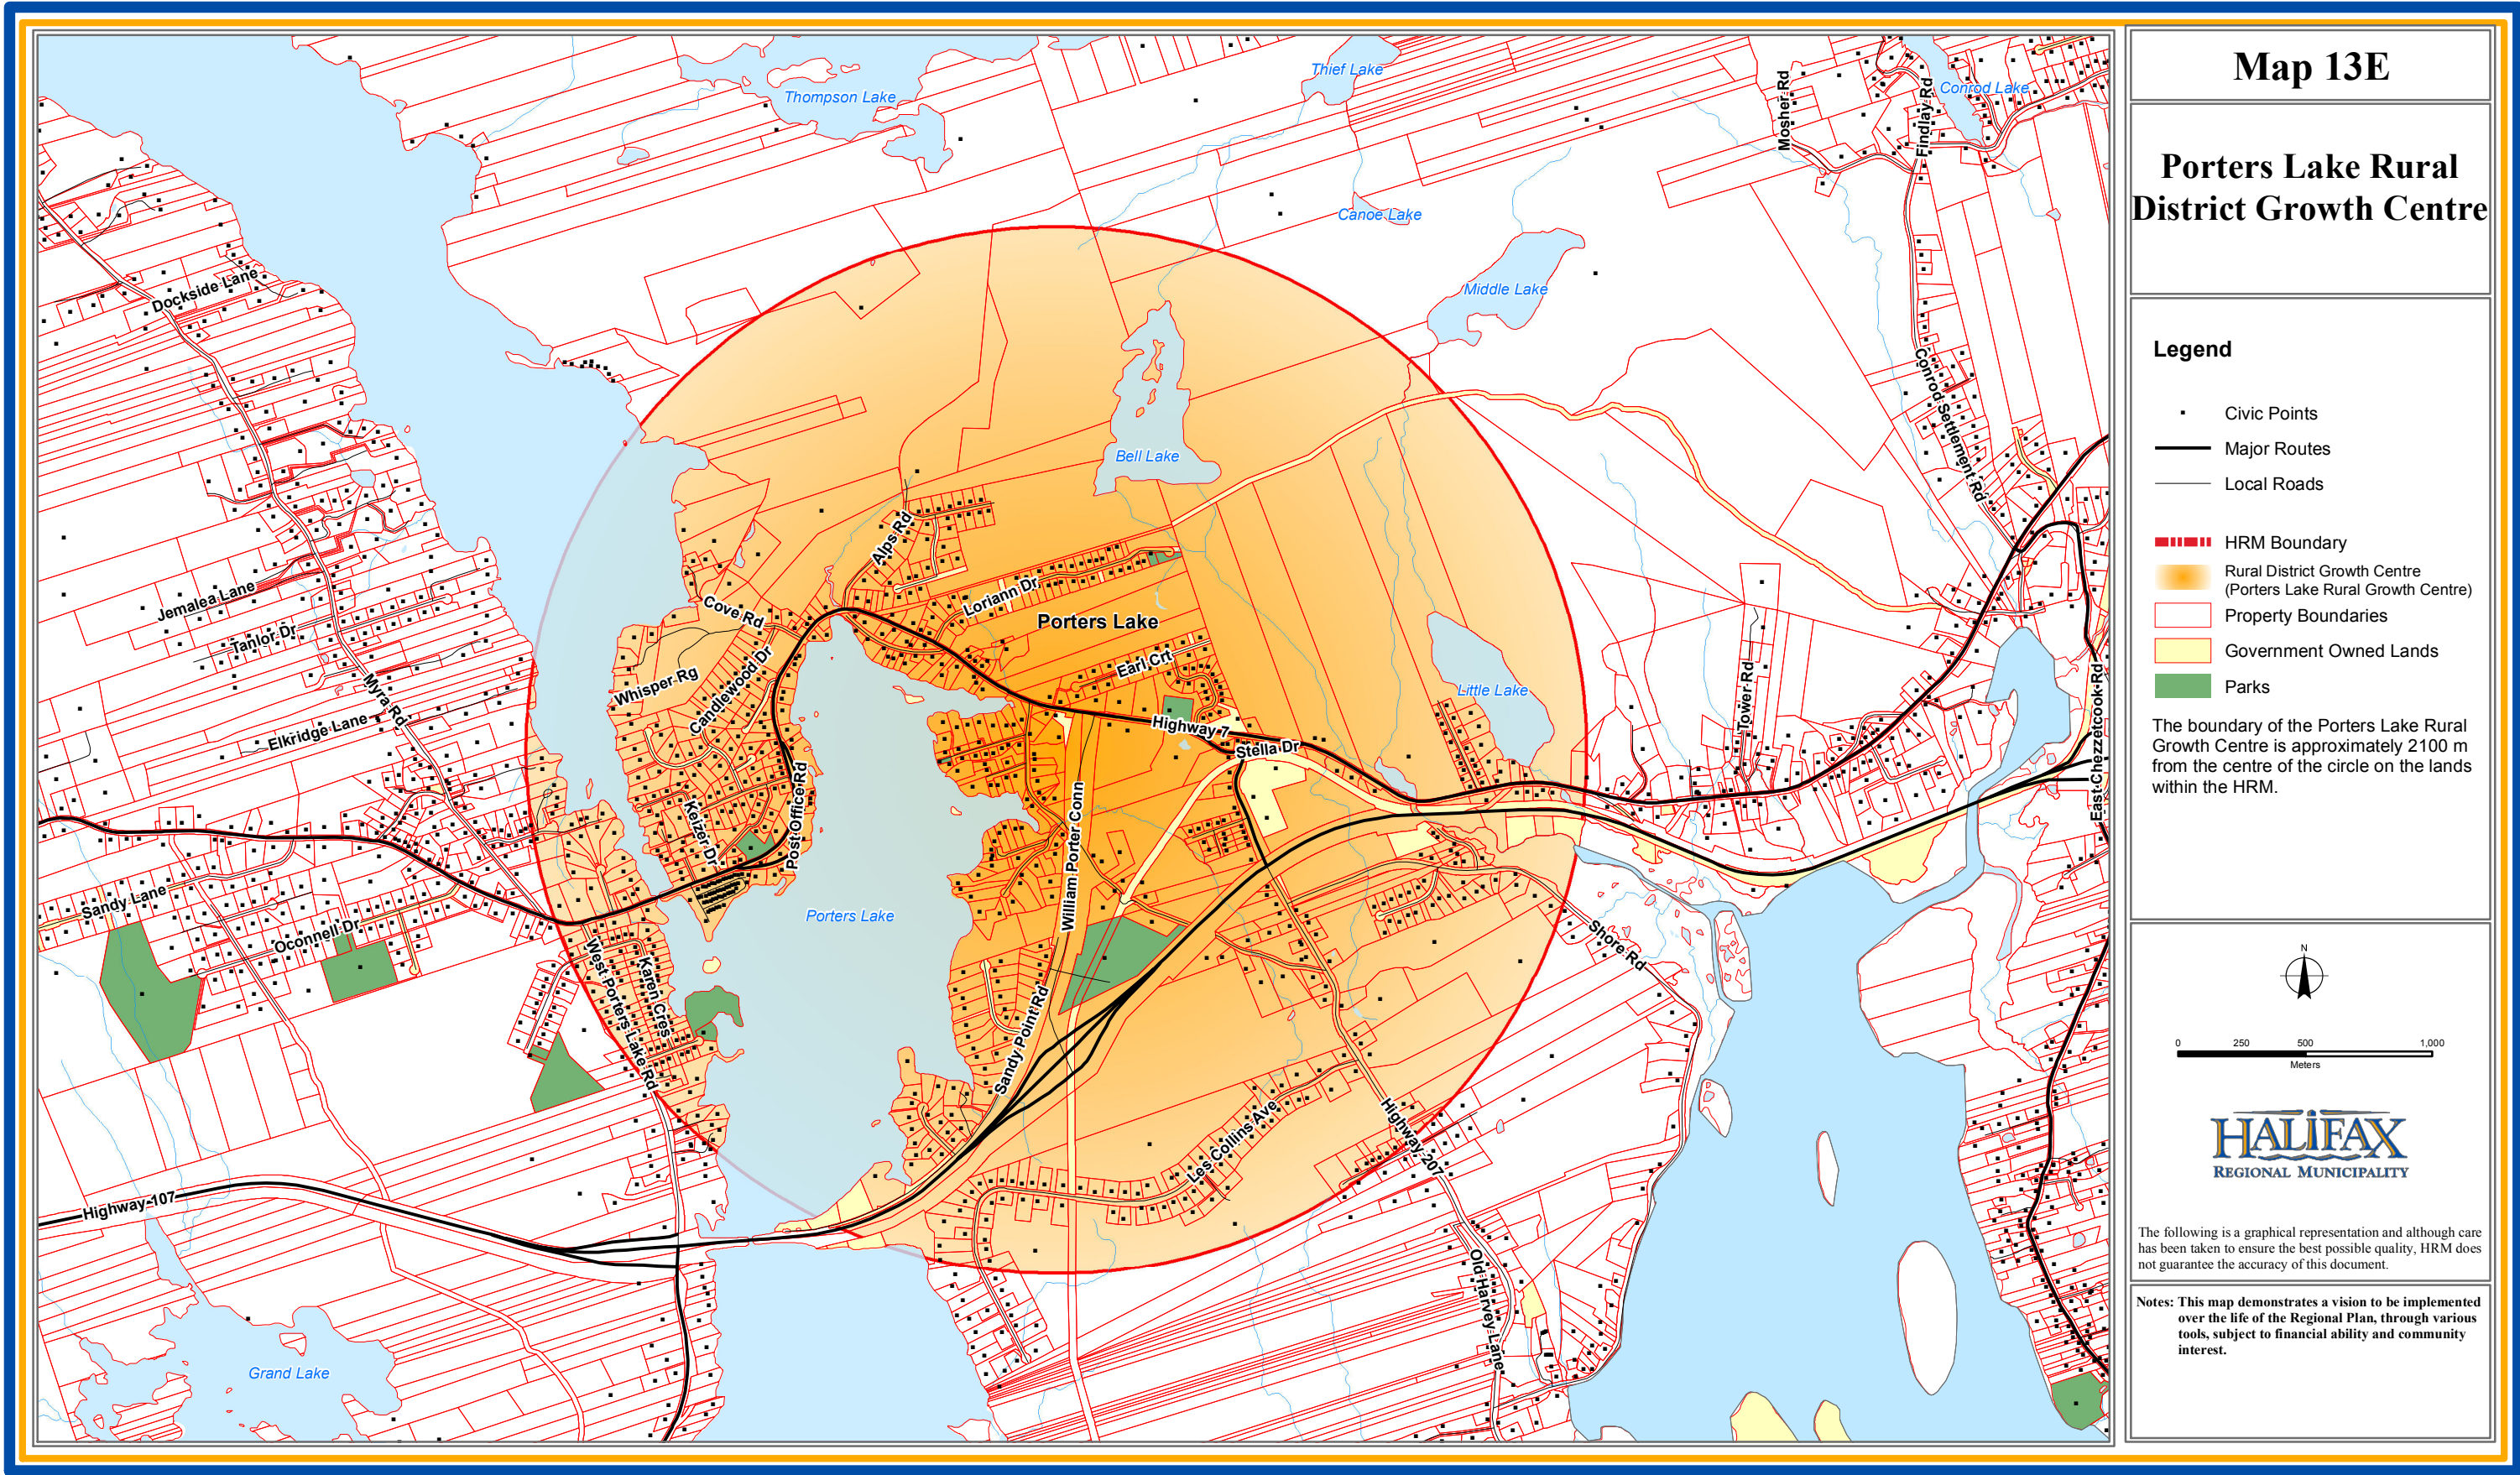 Map 13E
Porters Lake Rural
District Growth Centre
Legend
Civic Points
Major Routes
Local Roads
HRM Boundary
Rural District Growth Centre
(Porters Lake Rural Growth Centre)
Property Boundaries
Government Owned Lands
Parks
The boundary of the Porters Lake Rural
Growth Centre is approximately 2100 m
from the centre of the circle on the lands
within the HRM.
N
0 250 500 1,000
Meters
HALIFAX
REGIONAL MUNICIPALITY
The following is a graphical representation and although care
has been taken to ensure the best possible quality, HRM does
not guarantee the accuracy of this document.
Notes: This map demonstrates a vision to be implemented
over the life of the Regional Plan, through various
tools, subject to financial ability and community
interest.
Thief Lake
Thompson Lake
Conrod Lake
Mosher Rd
Findlay Rd
Canoe Lake
Middle Lake
Dockside Lane
Conrod Settlement Rd
Bell Lake
Alps Rd
Loriann Dr
Jemalea Lane
Cove Rd
Porters Lake
Tanlor Dr
Earl Crt
Whisper Rg
Candlewood Dr
Myra Rd
Little Lake
Tower Rd
East Chezzetcook Rd
Elkridge Lane
Highway 7
Stella Dr
Post Office Rd
Keizer Dr
William Porter Conn
Sandy Lane
Porters Lake
Oconnell Dr
Shore Rd
West Porters Lake Rd
Karen Cres
Sandy Point Rd
Les Collins Ave
Highway 207
Highway 107
Old Harvey Lane
Grand Lake